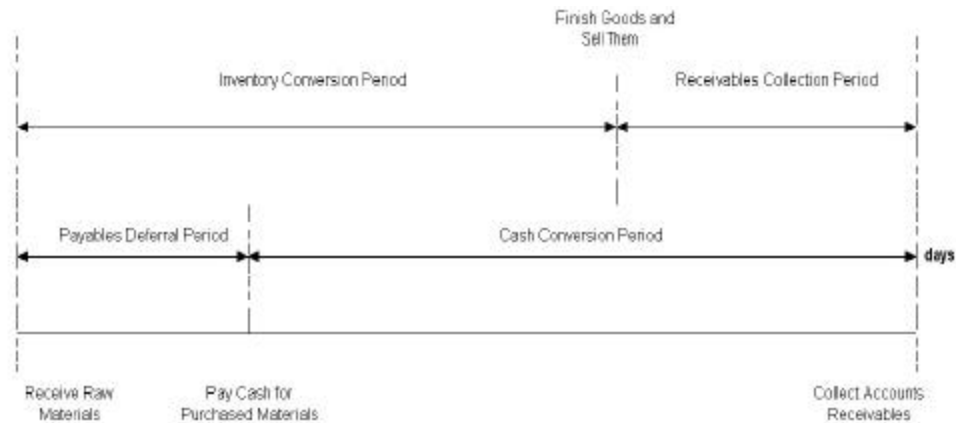 Finish Goods and
Sell Them
Inventory Conversion Period
Receivables Collection Period
Payables Deferral Period
Cash Conversion Period
days
Receive Raw
Materials
Pay Cash for
Purchased Materials
Collect Accounts
Receivables